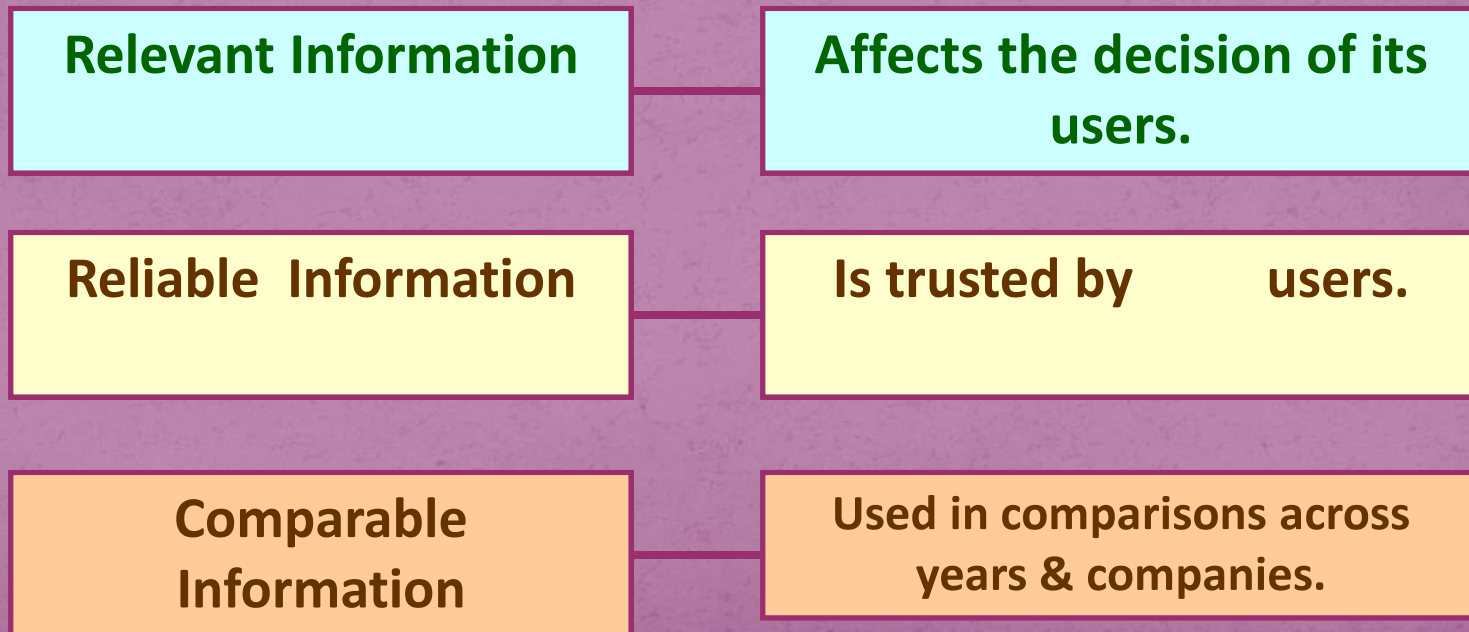 Relevant Information
Affects the decision of its
users.
Reliable Information
Is trusted by users.
Comparable
Information
Used in comparisons across
years & companies.